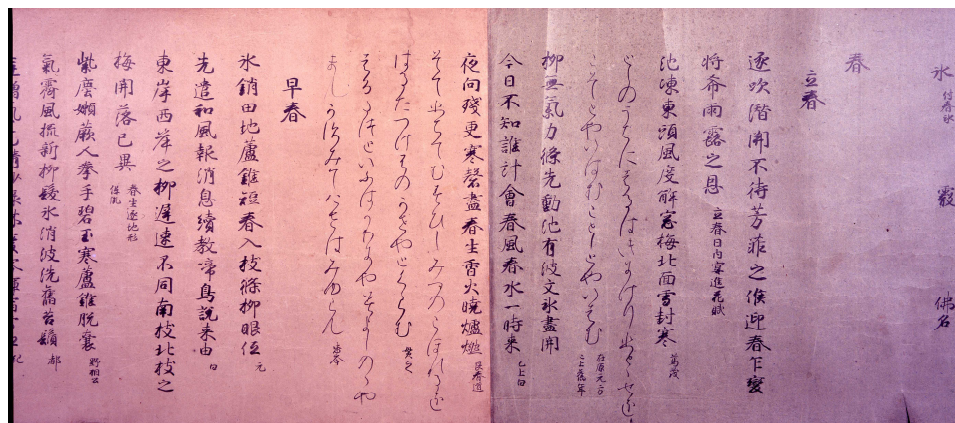 氷 付春氷 霰 佛名
春
立春
逐吹階開不待芳菲之候迎春乍變
將希雨露之恩 立春日内宴進花賦
池凍東頭風度解窓梅北面雪封寒 篤茂
としのうちにはるはきにけりひとゝせを
こそとやいはむことしとやいはむ 在原元方
柳無氣力條先動池有波文氷盡開
今日不知誰計會春風春水一時來 已上白
夜向殘更寒磬盡春生香火曉爐燃 良春道
そてひちてむすひしみつのこほれるを
はるたつけふのかせやとくらむ 貫之
はるたつといふはかりにやみよしのゝや
まもかすみてけさはみゆらん 忠岑
早春
氷銷田地蘆錐短春入枝條柳眼低 元
先遣和風報消息續教啼鳥說來由 白
東岸西岸之柳遲速不同南枝北枝之
梅開落已異 春生逐地形 保胤
紫塵嬾蕨人拳手碧玉寒蘆錐脱囊 野相公
氣霽風梳新柳髮氷消波洗舊苔鬚 都